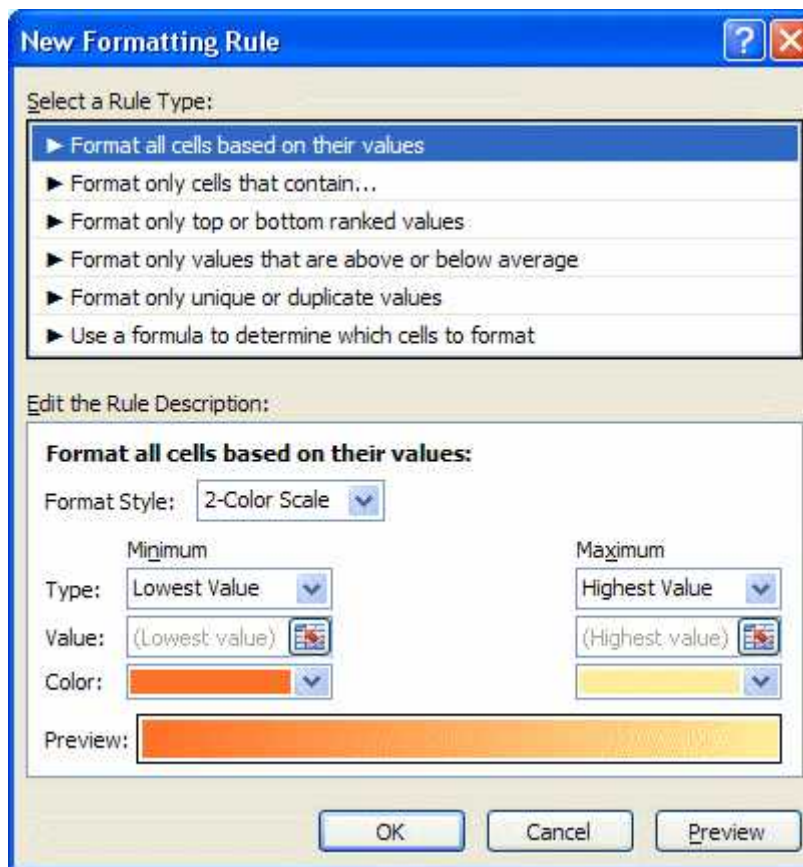 New Formatting Rule
?
Select a Rule Type:
► Format all cells based on their values
► Format only cells that contain...
► Format only top or bottom ranked values
► Format only values that are above or below average
► Format only unique or duplicate values
► Use a formula to determine which cells to format
Edit the Rule Description:
Format all cells based on their values:
Format Style: 2-Color Scale
Minimum Maximum
Type: Lowest Value Highest Value
Value: (Lowest value) (Highest value)
Color:
Preview:
OK Cancel Preview